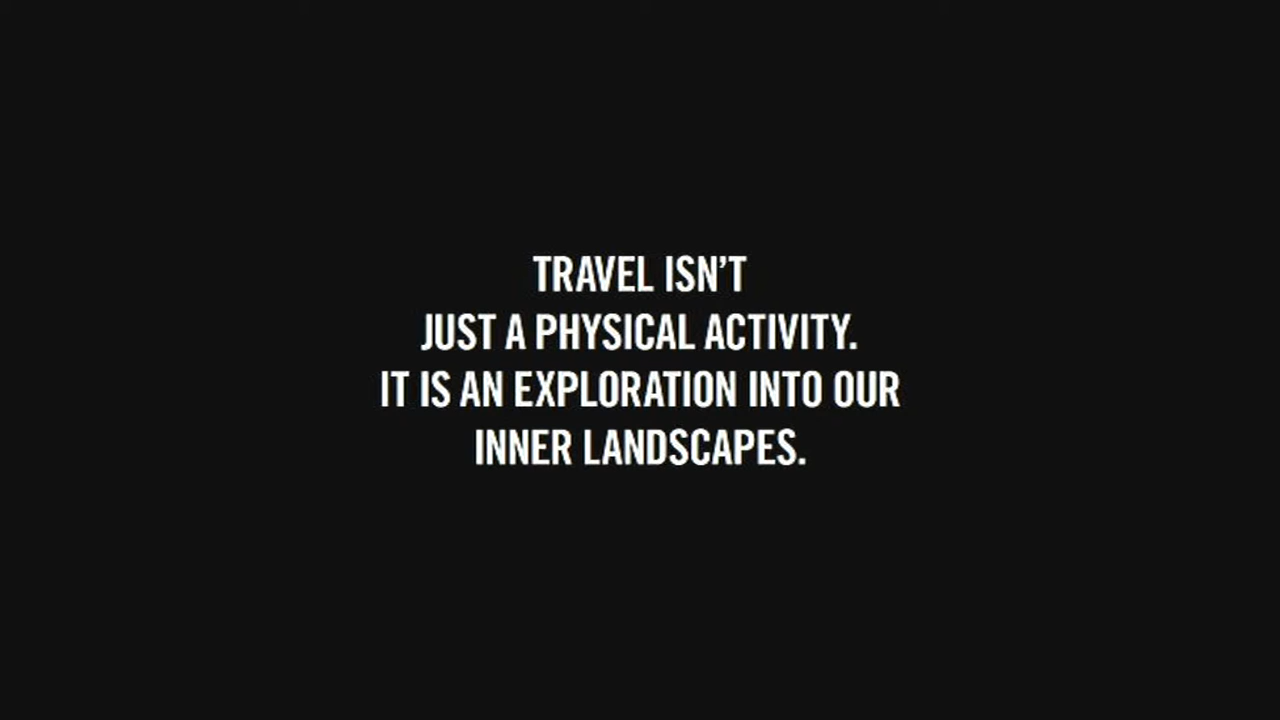 TRAVEL ISN’T
JUST A PHYSICAL ACTIVITY.
IT IS AN EXPLORATION INTO OUR
INNER LANDSCAPES.